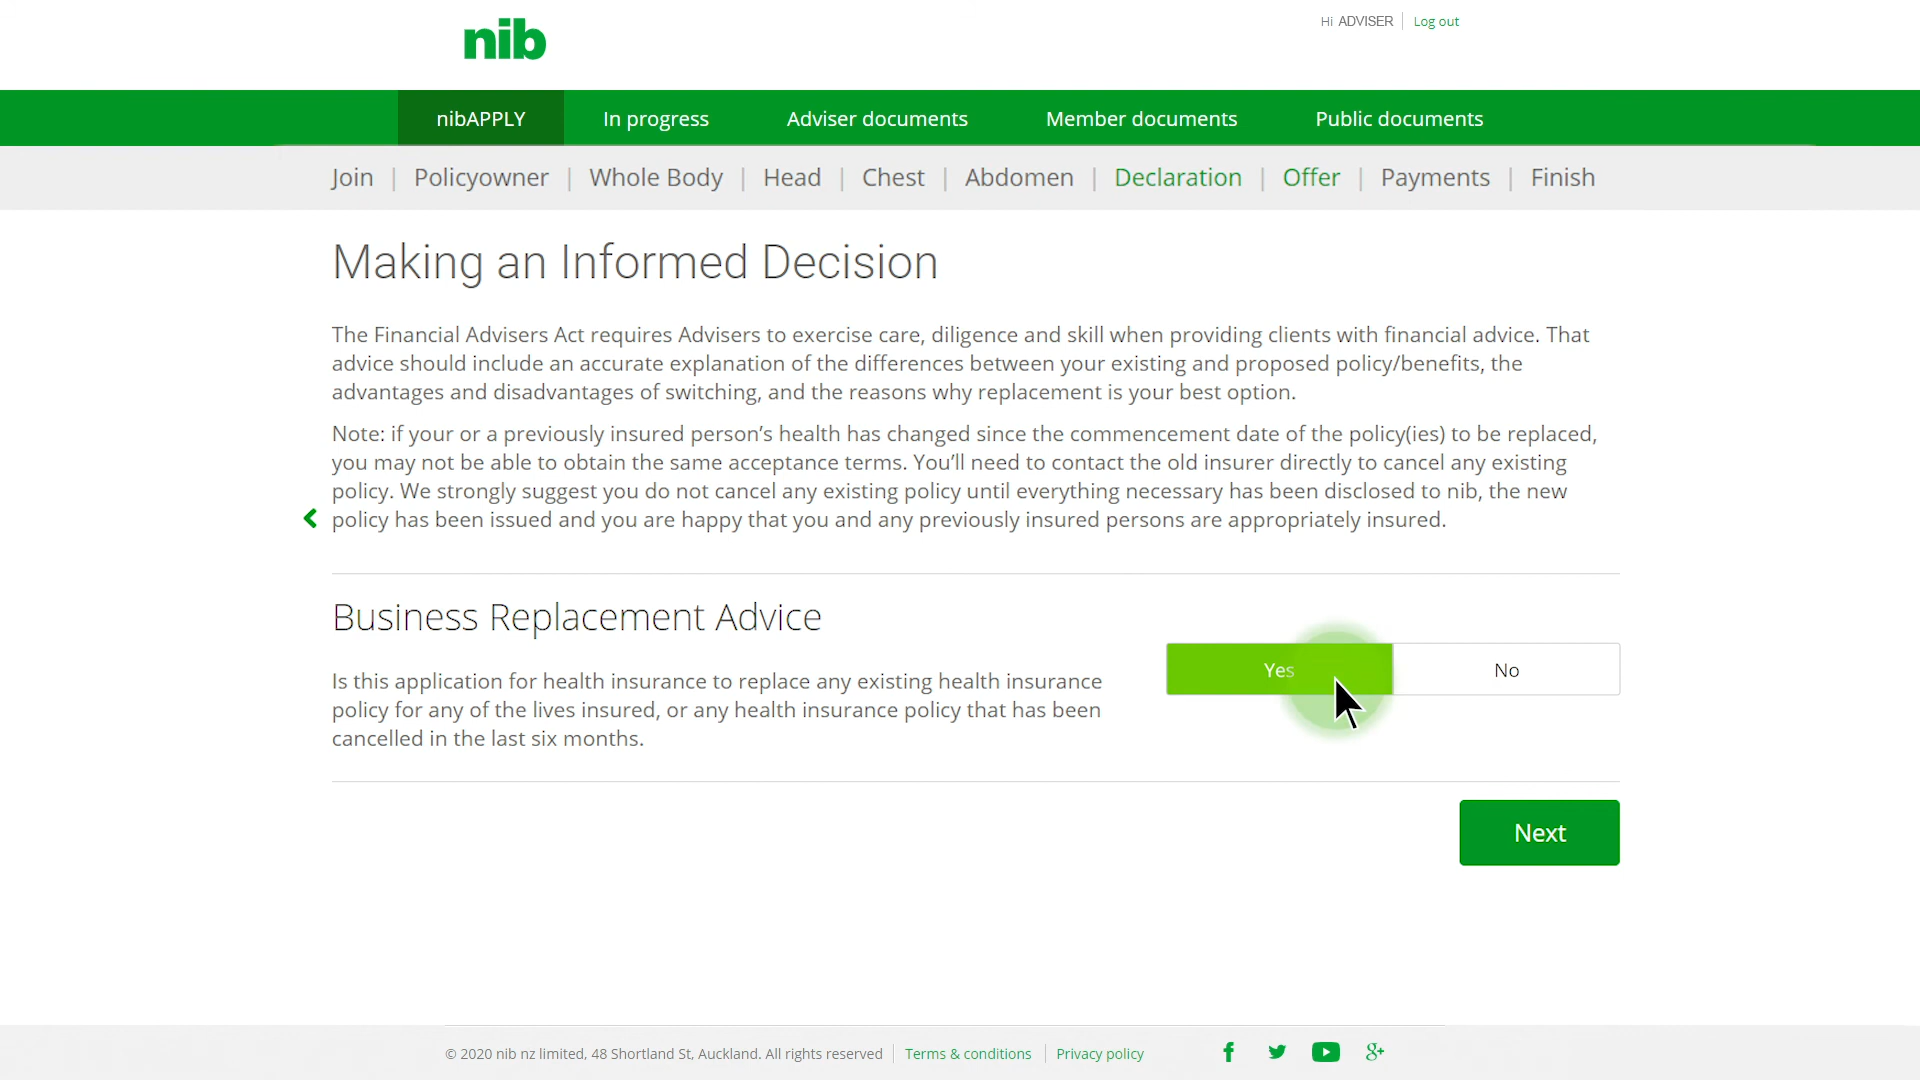 nib
Hi ADVISER | Log out
nibAPPLY In progress Adviser documents Member documents Public documents
Join | Policyowner | Whole Body | Head | Chest | Abdomen | Declaration | Offer | Payments | Finish
Making an Informed Decision
The Financial Advisers Act requires Advisers to exercise care, diligence and skill when providing clients with financial advice. That
advice should include an accurate explanation of the differences between your existing and proposed policy/benefits, the
advantages and disadvantages of switching, and the reasons why replacement is your best option.
Note: if your or a previously insured person’s health has changed since the commencement date of the policy(ies) to be replaced,
you may not be able to obtain the same acceptance terms. You’ll need to contact the old insurer directly to cancel any existing
policy. We strongly suggest you do not cancel any existing policy until everything necessary has been disclosed to nib, the new
policy has been issued and you are happy that you and any previously insured persons are appropriately insured.
Business Replacement Advice
Is this application for health insurance to replace any existing health insurance
policy for any of the lives insured, or any health insurance policy that has been
cancelled in the last six months.
Yes No
Next
© 2020 nib nz limited, 48 Shortland St, Auckland. All rights reserved | Terms & conditions | Privacy policy